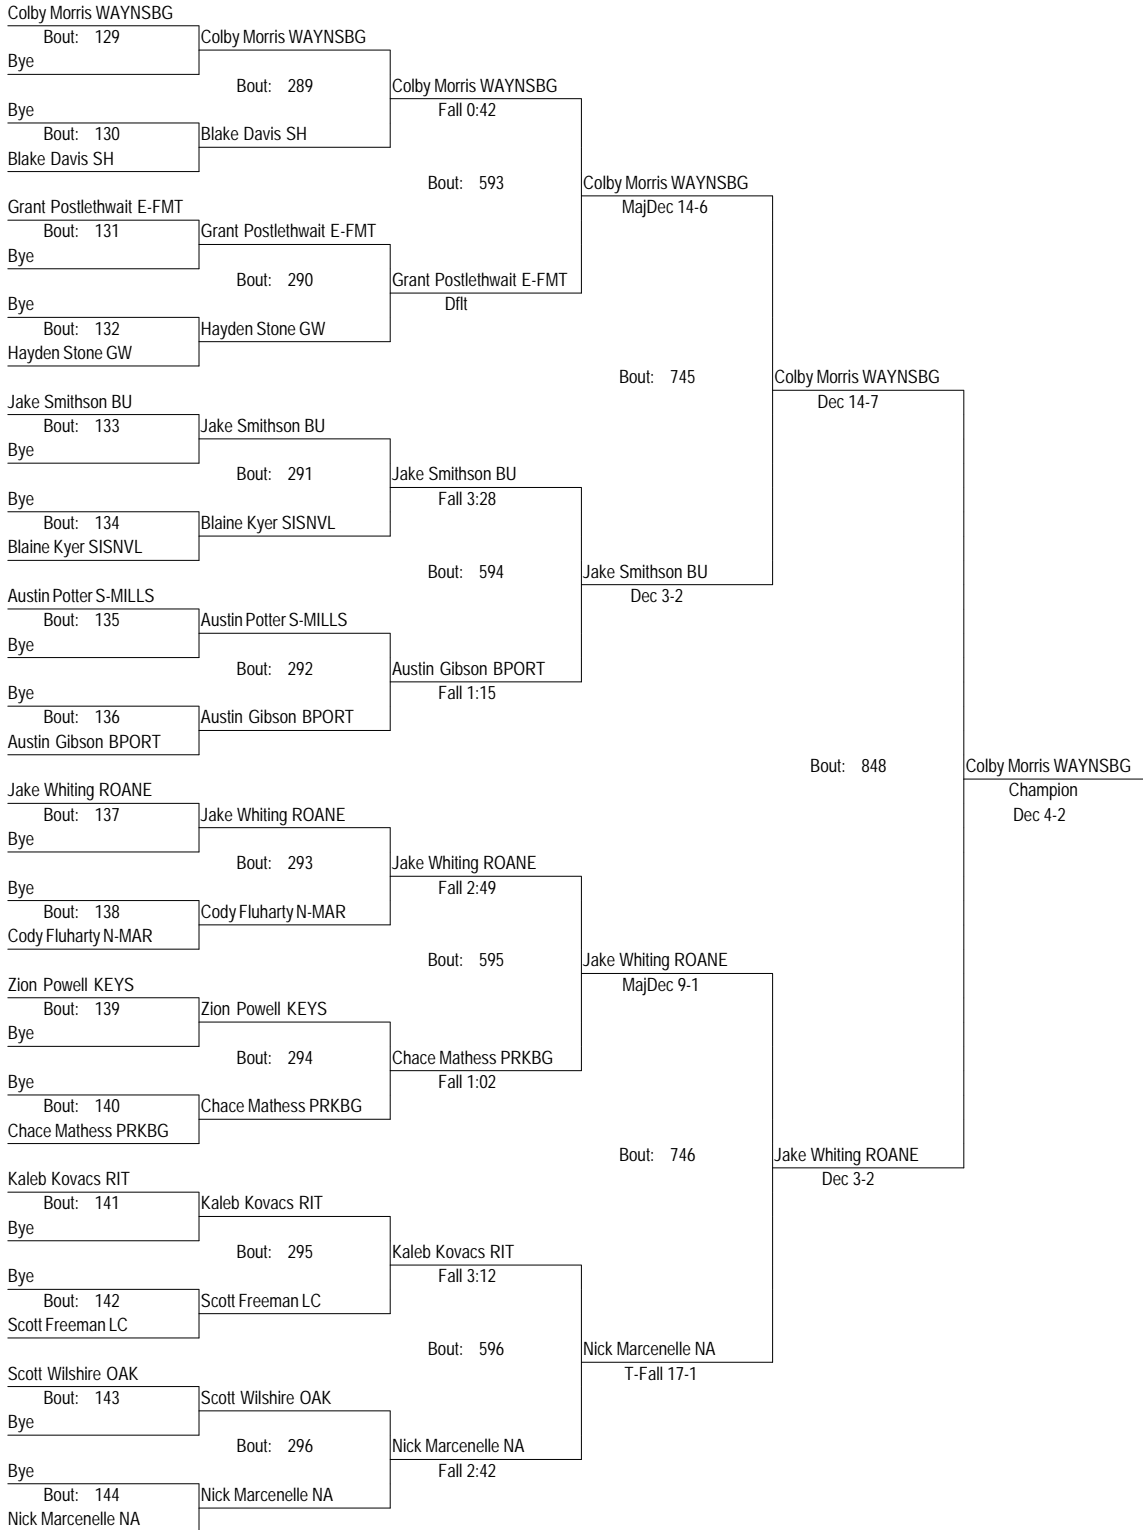 Colby Morris WAYNSBG
Bout: 129
Colby Morris WAYNSBG
Bye
Bout: 289
Colby Morris WAYNSBG
Bye
Fall 0:42
Bout: 130
Blake Davis SH
Blake Davis SH
Bout: 593
Colby Morris WAYNSBG
MajDec 14-6
Grant Postlethwait E-FMT
Bout: 131
Grant Postlethwait E-FMT
Bye
Bout: 290
Grant Postlethwait E-FMT
Bye
Dflt
Bout: 132
Hayden Stone GW
Hayden Stone GW
Bout: 745
Colby Morris WAYNSBG
Dec 14-7
Jake Smithson BU
Bout: 133
Jake Smithson BU
Bye
Bout: 291
Jake Smithson BU
Bye
Fall 3:28
Bout: 134
Blaine Kyer SISNVL
Blaine Kyer SISNVL
Bout: 594
Jake Smithson BU
Dec 3-2
Austin Potter S-MILLS
Bout: 135
Austin Potter S-MILLS
Bye
Bout: 292
Austin Gibson BPORT
Bye
Fall 1:15
Bout: 136
Austin Gibson BPORT
Austin Gibson BPORT
Bout: 848
Colby Morris WAYNSBG
Champion
Dec 4-2
Jake Whiting ROANE
Bout: 137
Jake Whiting ROANE
Bye
Bout: 293
Jake Whiting ROANE
Bye
Fall 2:49
Bout: 138
Cody Fluharty N-MAR
Cody Fluharty N-MAR
Bout: 595
Jake Whiting ROANE
MajDec 9-1
Zion Powell KEYS
Bout: 139
Zion Powell KEYS
Bye
Bout: 294
Chace Mathess PRKBG
Bye
Fall 1:02
Bout: 140
Chace Mathess PRKBG
Chace Mathess PRKBG
Bout: 746
Jake Whiting ROANE
Dec 3-2
Kaleb Kovacs RIT
Bout: 141
Kaleb Kovacs RIT
Bye
Bout: 295
Kaleb Kovacs RIT
Bye
Fall 3:12
Bout: 142
Scott Freeman LC
Scott Freeman LC
Bout: 596
Nick Marcenelle NA
T-Fall 17-1
Scott Wilshire OAK
Bout: 143
Scott Wilshire OAK
Bye
Bout: 296
Nick Marcenelle NA
Bye
Fall 2:42
Bout: 144
Nick Marcenelle NA
Nick Marcenelle NA